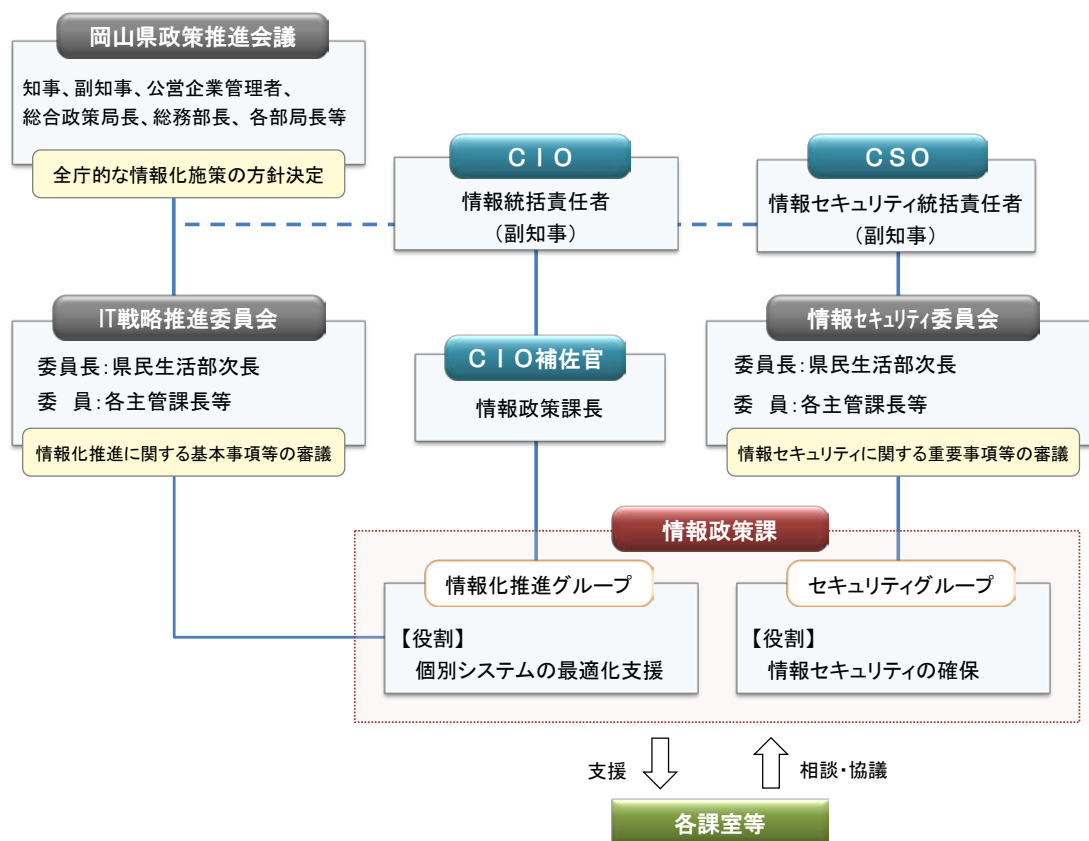 岡山県政策推進会議
知事、副知事、公営企業管理者、
総合政策局長、総務部長、各部局長等
全庁的な情報化施策の方針決定
ＣＩＯ
情報統括責任者
（副知事）
ＣＳＯ
情報セキュリティ統括責任者
（副知事）
IT戦略推進委員会
委員長：県民生活部次長
委　員：各主管課長等
情報化推進に関する基本事項等の審議
ＣＩＯ補佐官
情報政策課長
情報ｾｷｭﾘﾃｨ委員会
委員長：県民生活部次長
委　員：各主管課長等
情報セキュリティに関する重要事項等の審議
情報政策課
情報化推進グループ
【役割】
個別システムの最適化支援
セキュリティグループ
【役割】
情報セキュリティの確保
支援
相談・協議
各課室等